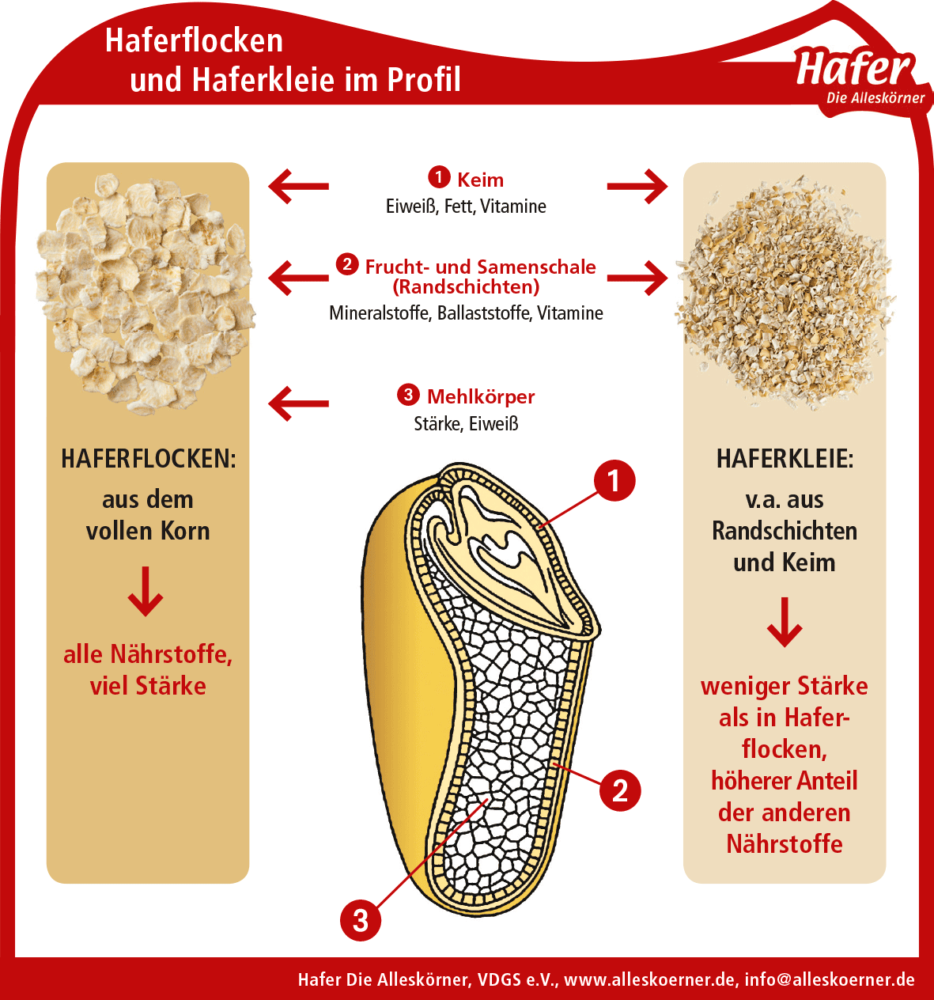 Haferflocken
und Haferkleie im Profil
Hafer
Die Alleskörner
1 Keim
Eiweiß, Fett, Vitamine
2 Frucht- und Samenschale
(Randschichten)
Mineralstoffe, Ballaststoffe, Vitamine
3 Mehlkörper
Stärke, Eiweiß
HAFERFLOCKEN:
aus dem
vollen Korn
alle Nährstoffe,
viel Stärke
1
2
3
HAFERKLEIE:
v.a. aus
Randschichten
und Keim
weniger Stärke
als in Hafer-
flocken,
höherer Anteil
der anderen
Nährstoffe
Hafer Die Alleskörner, VDGS e.V., www.alleskoerner.de, info@alleskoerner.de